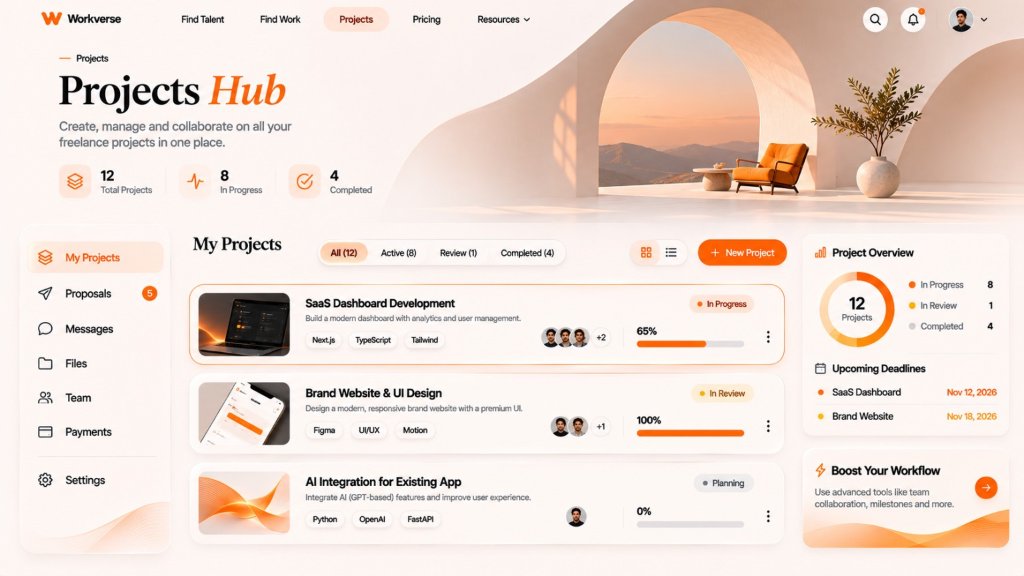 Workverse
Find Talent
Find Work
Projects
Pricing
Resources
Projects
Projects Hub
Create, manage and collaborate on all your
freelance projects in one place.
12
Total Projects
8
In Progress
4
Completed
My Projects
Proposals
5
Messages
Files
Team
Payments
Settings
My Projects
All (12)
Active (8)
Review (1)
Completed (4)
+ New Project
SaaS Dashboard Development
Build a modern dashboard with analytics and user management.
Next.js
TypeScript
Tailwind
+2
In Progress
65%
Brand Website & UI Design
Design a modern, responsive brand website with a premium UI.
Figma
UI/UX
Motion
+1
In Review
100%
AI Integration for Existing App
Integrate AI (GPT-based) features and improve user experience.
Python
OpenAI
FastAPI
Planning
0%
Project Overview
12
Projects
In Progress 8
In Review 1
Completed 4
Upcoming Deadlines
SaaS Dashboard Nov 12, 2026
Brand Website Nov 18, 2026
Boost Your Workflow
Use advanced tools like team
collaboration, milestones and more.